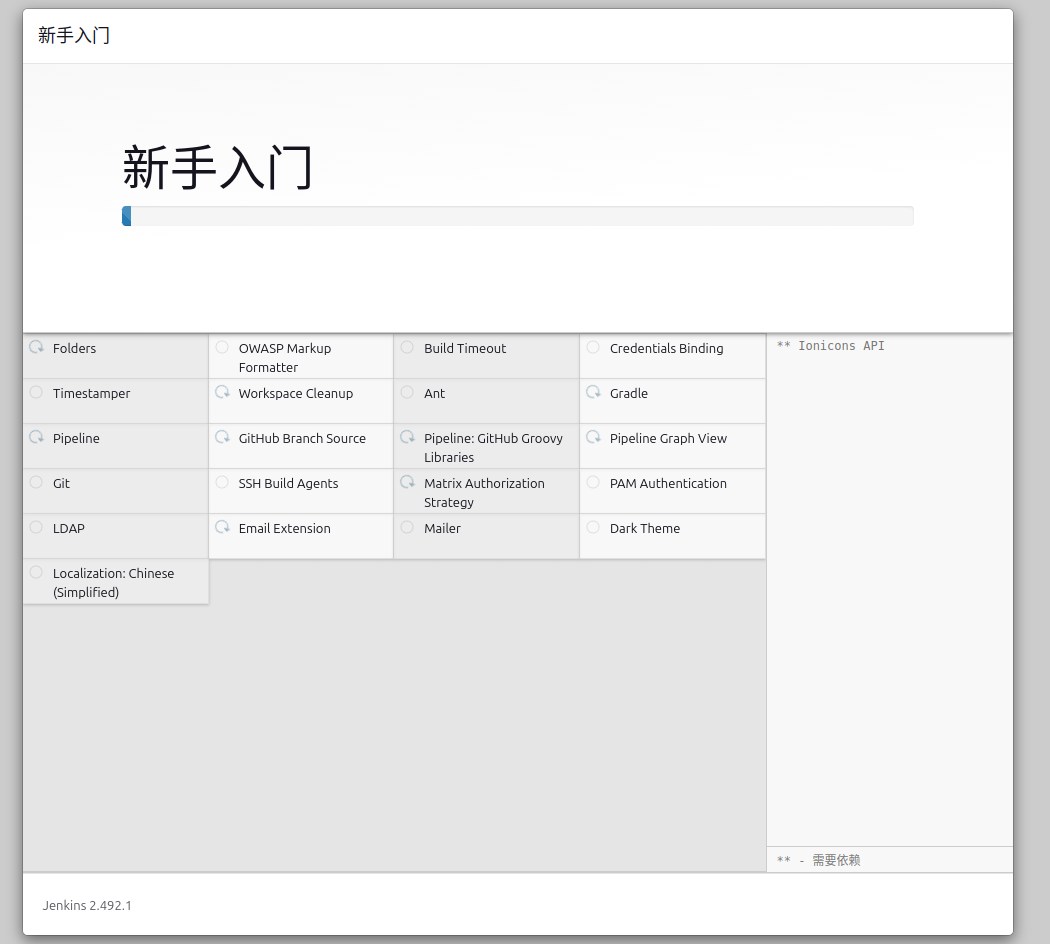 新手入门
新手入门
Folders
OWASP Markup
Formatter
Build Timeout
Credentials Binding
** Ionicons API
Timestamper
Workspace Cleanup
Ant
Gradle
Pipeline
GitHub Branch Source
Pipeline: GitHub Groovy
Libraries
Pipeline Graph View
Git
SSH Build Agents
Matrix Authorization
Strategy
PAM Authentication
LDAP
Email Extension
Mailer
Dark Theme
Localization: Chinese
(Simplified)
** - 需要依赖
Jenkins 2.492.1